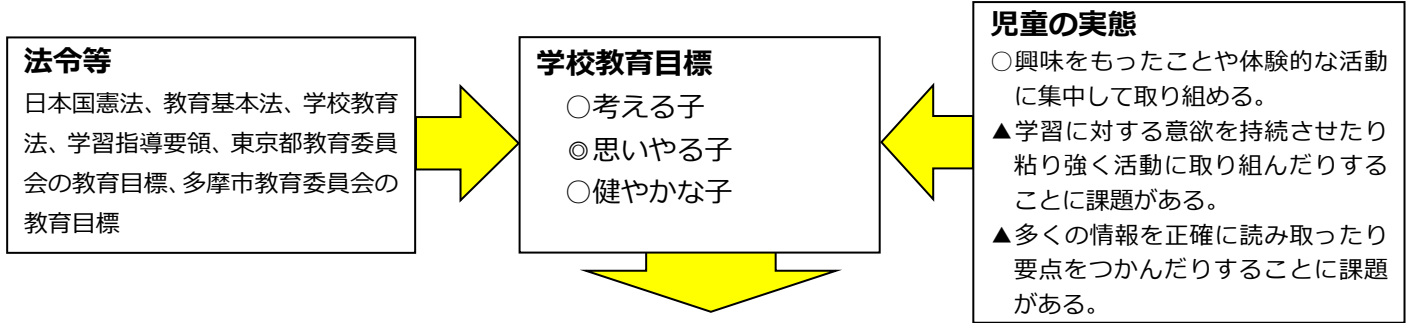 法令等
日本国憲法、教育基本法、学校教育
法、学習指導要領、東京都教育委員
会の教育目標、多摩市教育委員会の
教育目標
学校教育目標
○考える子
◎思いやる子
○健やかな子
児童の実態
○興味をもったことや体験的な活動
に集中して取り組める。
▲学習に対する意欲を持続させたり
粘り強く活動に取り組んだりする
ことに課題がある。
▲多くの情報を正確に読み取ったり
要点をつかんだりすることに課題
がある。